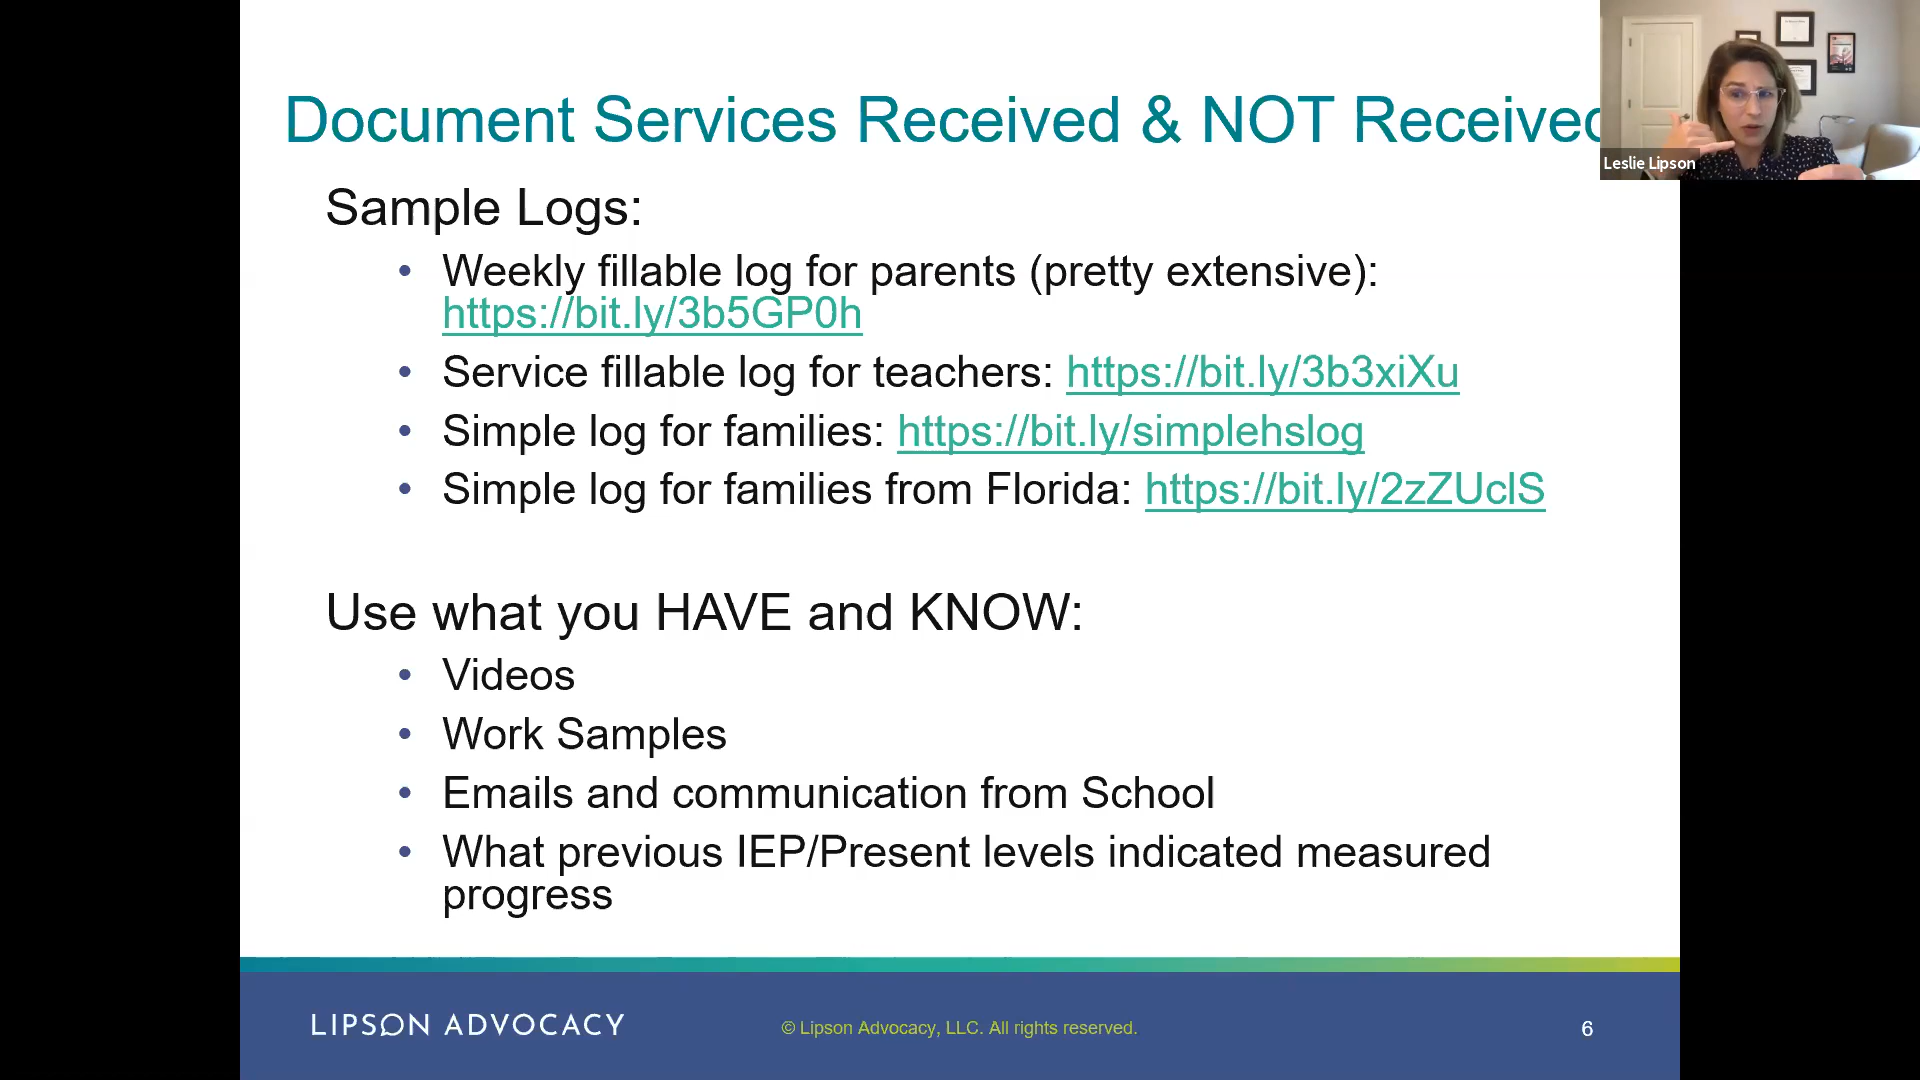 Document Services Received & NOT Received
Leslie Lipson
Sample Logs:
• Weekly fillable log for parents (pretty extensive):
https://bit.ly/3b5GP0h
• Service fillable log for teachers: https://bit.ly/3b3xiXu
• Simple log for families: https://bit.ly/simplehslog
• Simple log for families from Florida: https://bit.ly/2zZUclS
Use what you HAVE and KNOW:
• Videos
• Work Samples
• Emails and communication from School
• What previous IEP/Present levels indicated measured
progress
LIPSON ADVOCACY
© Lipson Advocacy, LLC. All rights reserved.
6